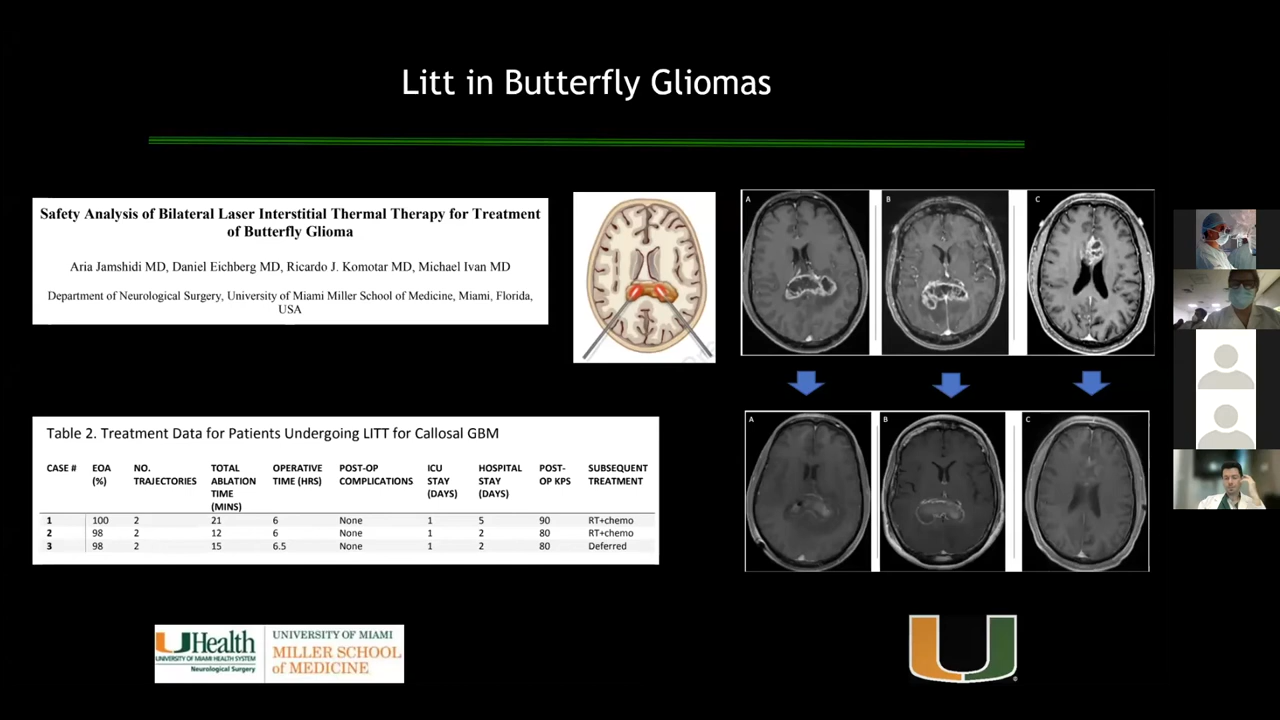 Litt in Butterfly Gliomas
Safety Analysis of Bilateral Laser Interstitial Thermal Therapy for Treatment
of Butterfly Glioma
Aria Jamshidi MD, Daniel Eichberg MD, Ricardo J. Komotar MD, Michael Ivan MD
Department of Neurological Surgery, University of Miami Miller School of Medicine, Miami, Florida,
USA
A B C
A B C
Table 2. Treatment Data for Patients Undergoing LITT for Callosal GBM
CASE # EOA NO. TOTAL OPERATIVE POST-OP ICU HOSPITAL POST- SUBSEQUENT
(%) TRAJECTORIES ABLATION TIME (HRS) COMPLICATIONS STAY STAY OP KPS TREATMENT
TIME (DAYS) (DAYS)
(MINS)
1 100 2 21 6 None 1 5 90 RT+chemo
2 98 2 12 6 None 1 2 80 RT+chemo
3 98 2 15 6.5 None 1 2 80 Deferred
UHealth
UNIVERSITY OF MIAMI HEALTH SYSTEM
Neurological Surgery
UNIVERSITY OF MIAMI
MILLER SCHOOL
of MEDICINE
U